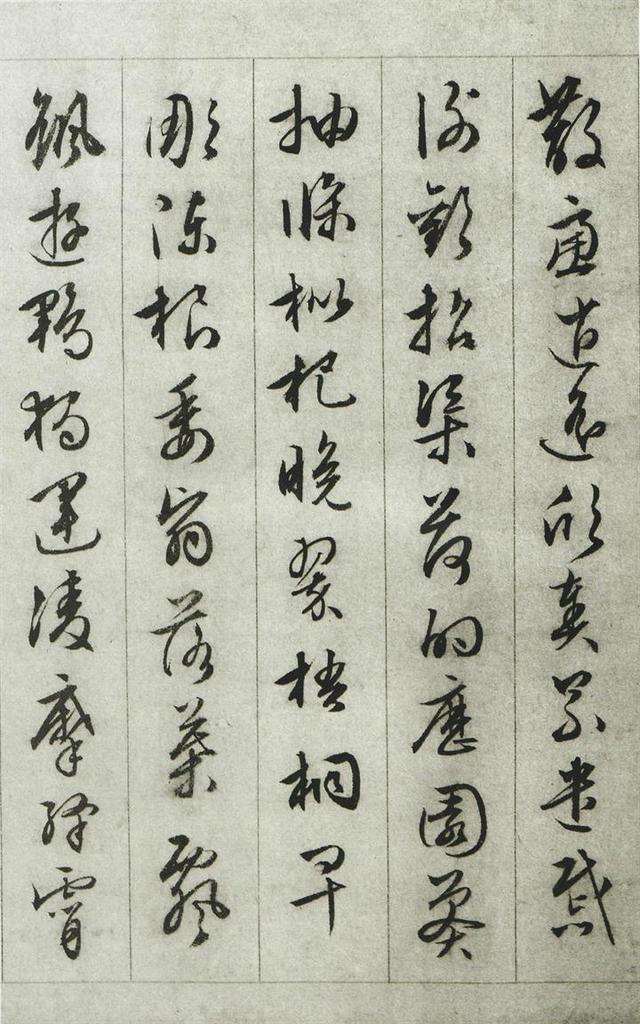 散慮逍遙欣奏累遣慼
謝歡招渠荷的歷園莽
抽條枇杷晚翠梧桐早
彫陳根委翳落葉飄
颻遊鵾獨運凌摩絳霄